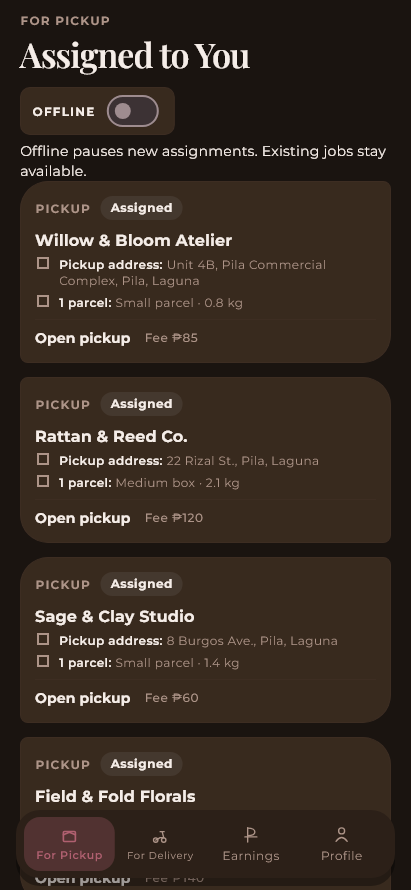 FOR PICKUP
Assigned to You
OFFLINE
Offline pauses new assignments. Existing jobs stay
available.
PICKUP Assigned
Willow & Bloom Atelier
Pickup address: Unit 4B, Pila Commercial
Complex, Pila, Laguna
1 parcel: Small parcel · 0.8 kg
Open pickup Fee ₱85
PICKUP Assigned
Rattan & Reed Co.
Pickup address: 22 Rizal St., Pila, Laguna
1 parcel: Medium box · 2.1 kg
Open pickup Fee ₱120
PICKUP Assigned
Sage & Clay Studio
Pickup address: 8 Burgos Ave., Pila, Laguna
1 parcel: Small parcel · 1.4 kg
Open pickup Fee ₱60
PICKUP Assigned
Field & Fold Florals
For Pickup For Delivery Earnings Profile
Open pickup Fee ₱140